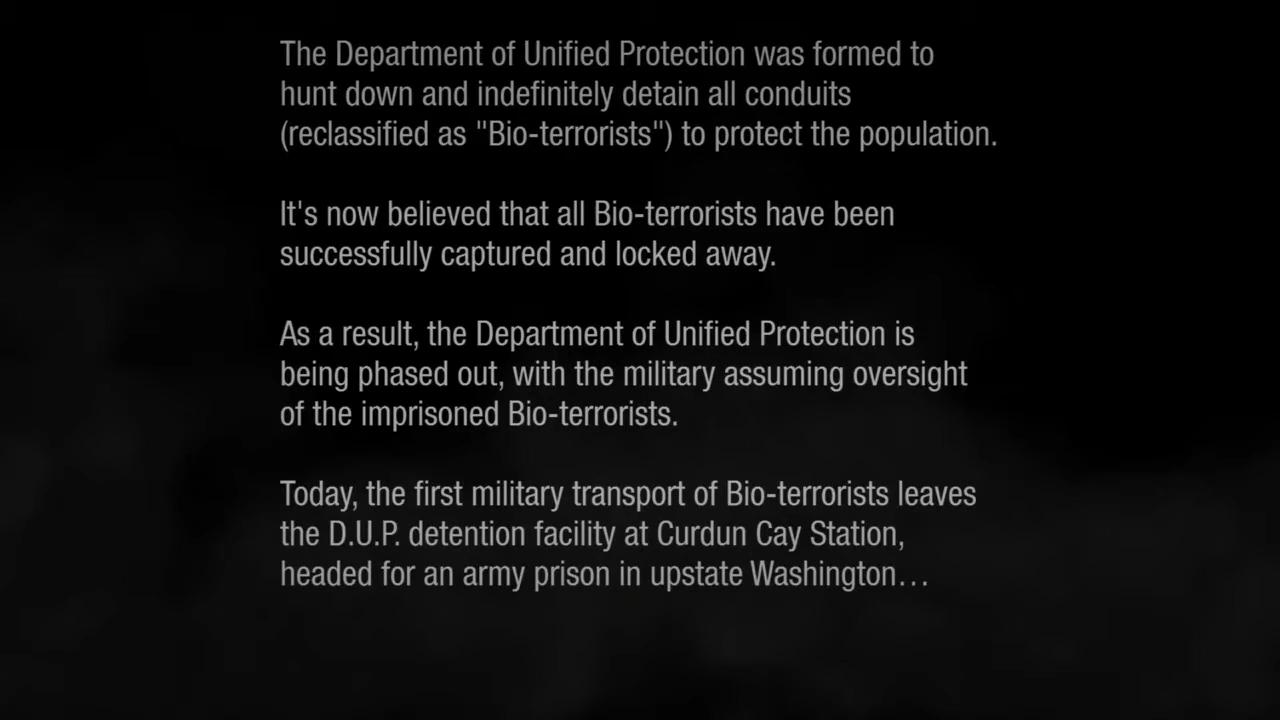 The Department of Unified Protection was formed to
hunt down and indefinitely detain all conduits
(reclassified as "Bio-terrorists") to protect the population.
It's now believed that all Bio-terrorists have been
successfully captured and locked away.
As a result, the Department of Unified Protection is
being phased out, with the military assuming oversight
of the imprisoned Bio-terrorists.
Today, the first military transport of Bio-terrorists leaves
the D.U.P. detention facility at Curdun Cay Station,
headed for an army prison in upstate Washington…